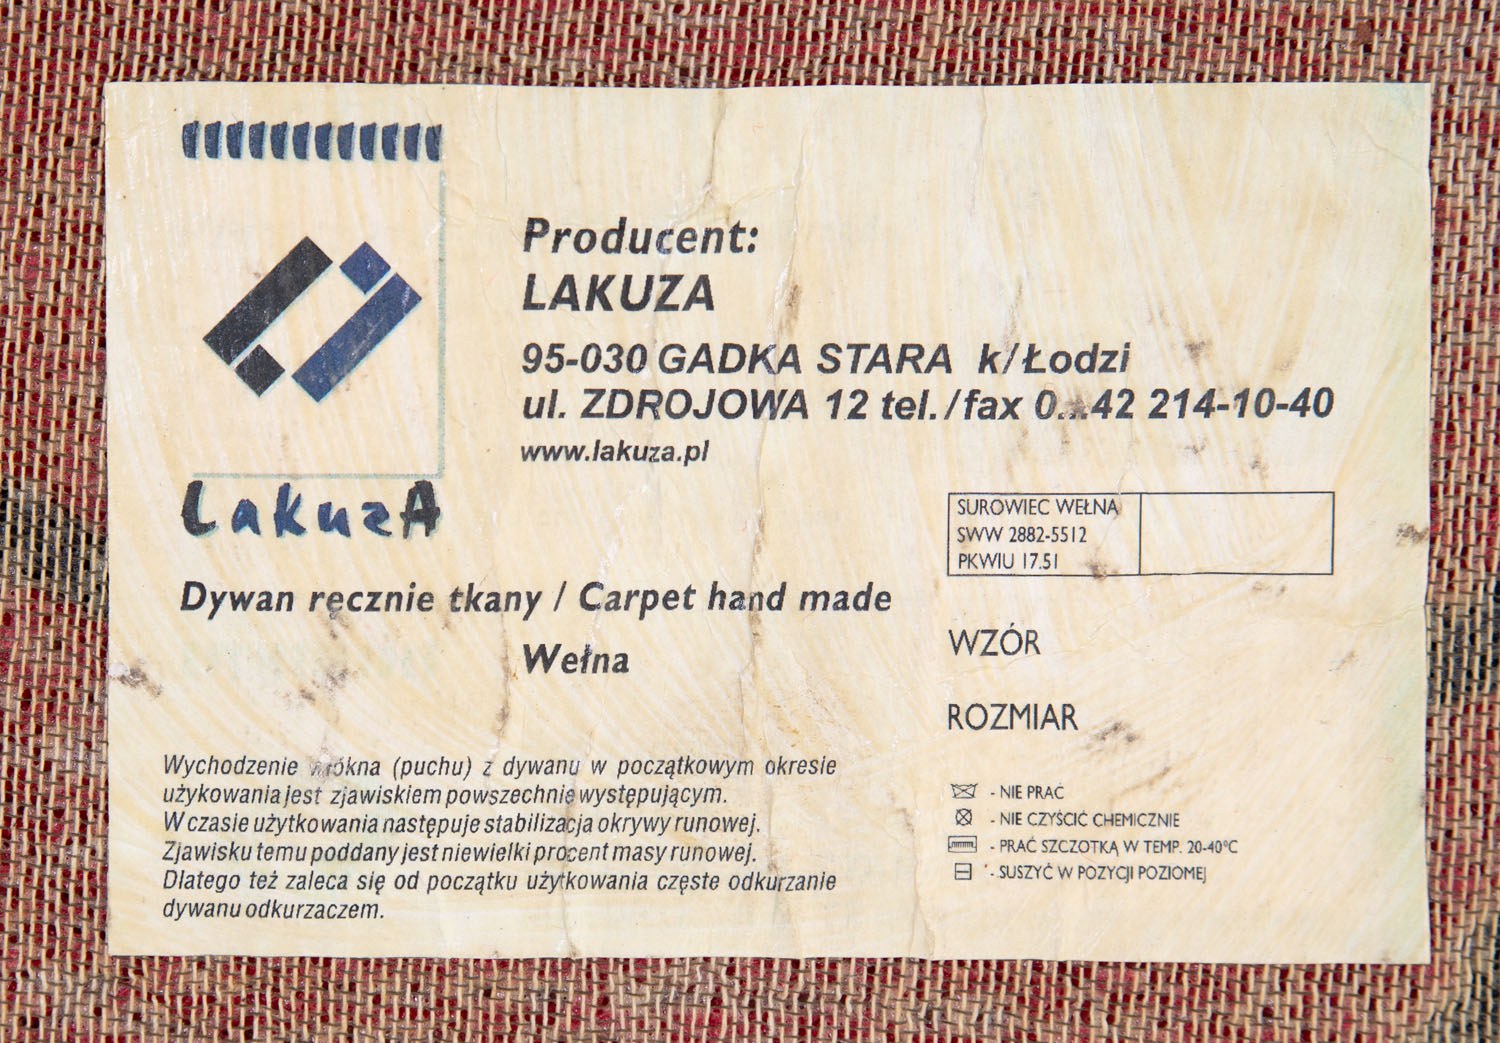 Producent:
LAKUZA
95-030 GADKA STARA k/Łodzi
ul. ZDROJOWA 12 tel./fax 0...42 214-10-40
www.lakuza.pl
LakuzA
SUROWIEC WEŁNA
SWW 2882-5512
PKWIU 17.51
Dywan ręcznie tkany / Carpet hand made
Wełna
WZÓR
ROZMIAR
Wychodzenie włókna (puchu) z dywanu w początkowym okresie
użykowania jest zjawiskiem powszechnie występującym.
W czasie użytkowania następuje stabilizacja okrywy runowej.
Zjawisku temu poddany jest niewielki procent masy runowej.
Dlatego też zaleca się od początku użytkowania częste odkurzanie
dywanu odkurzaczem.
- NIE PRAĆ
- NIE CZYŚCIĆ CHEMICZNIE
- PRAĆ SZCZOTKĄ W TEMP. 20-40°C
- SUSZYĆ W POZYCJI POZIOMEJ